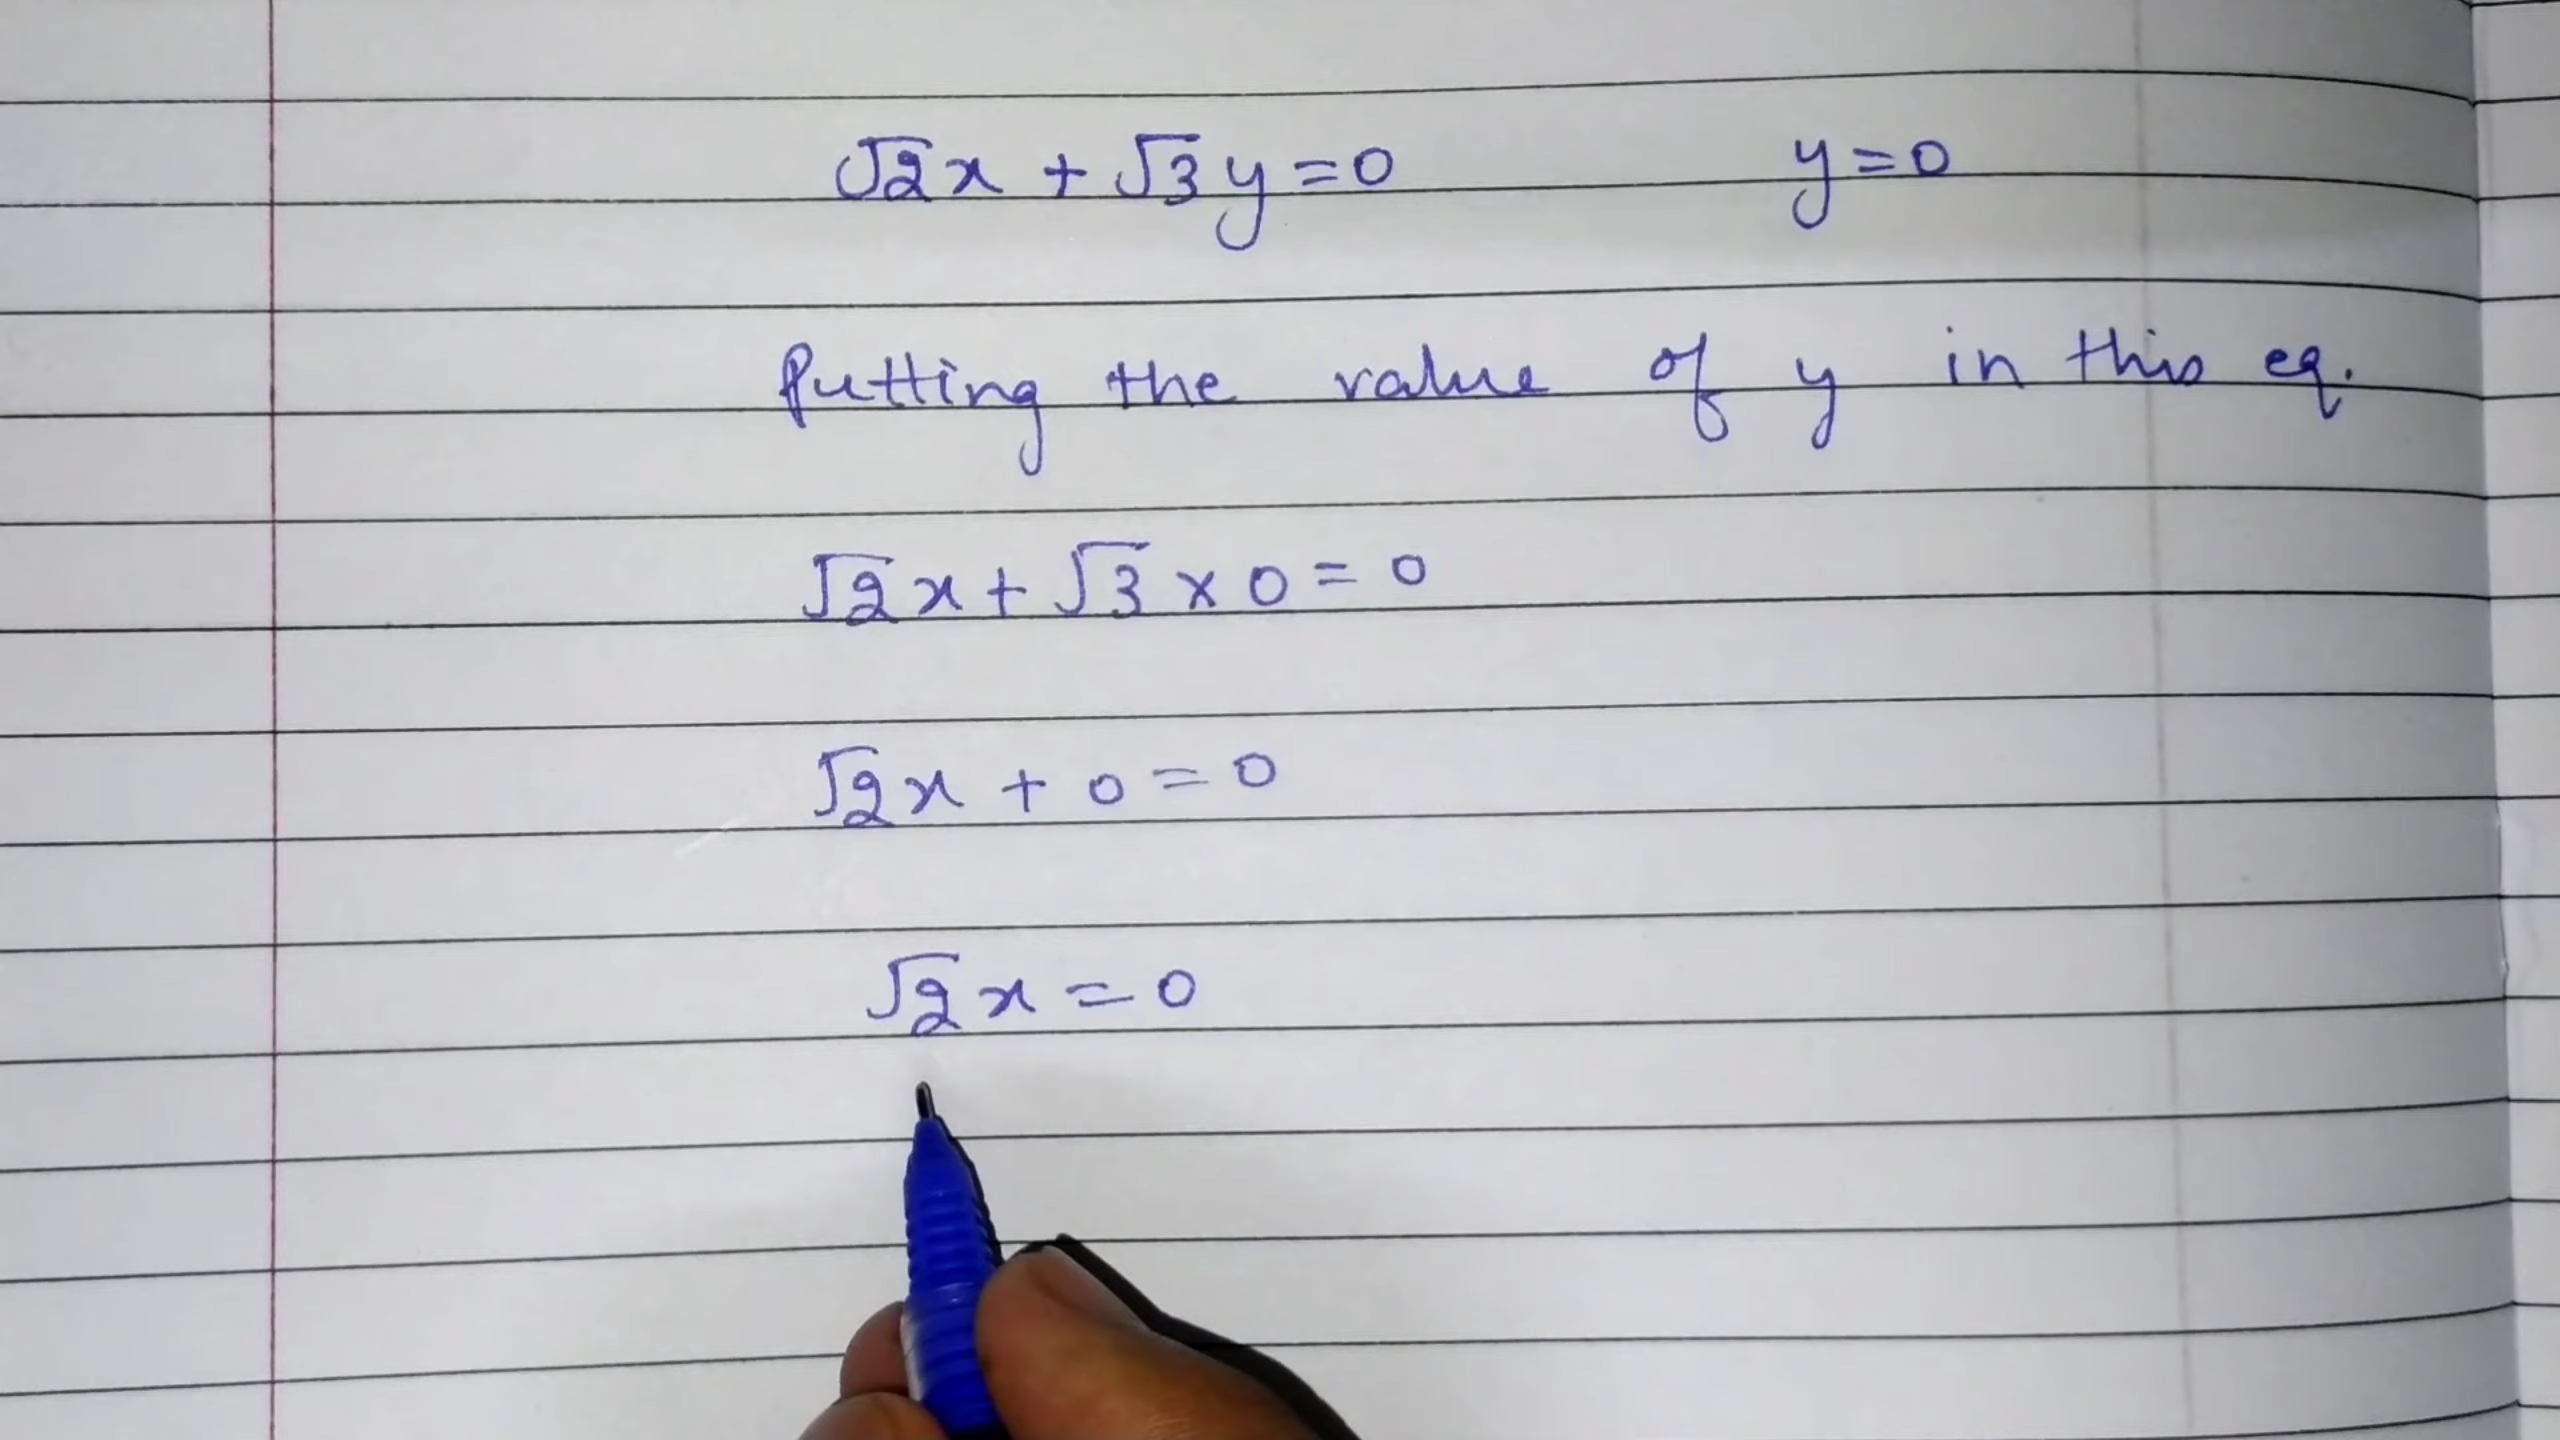 √2x + √3y = 0 y = 0
Putting the value of y in this eq.
√2x + √3 × 0 = 0
√2x + 0 = 0
√2x = 0